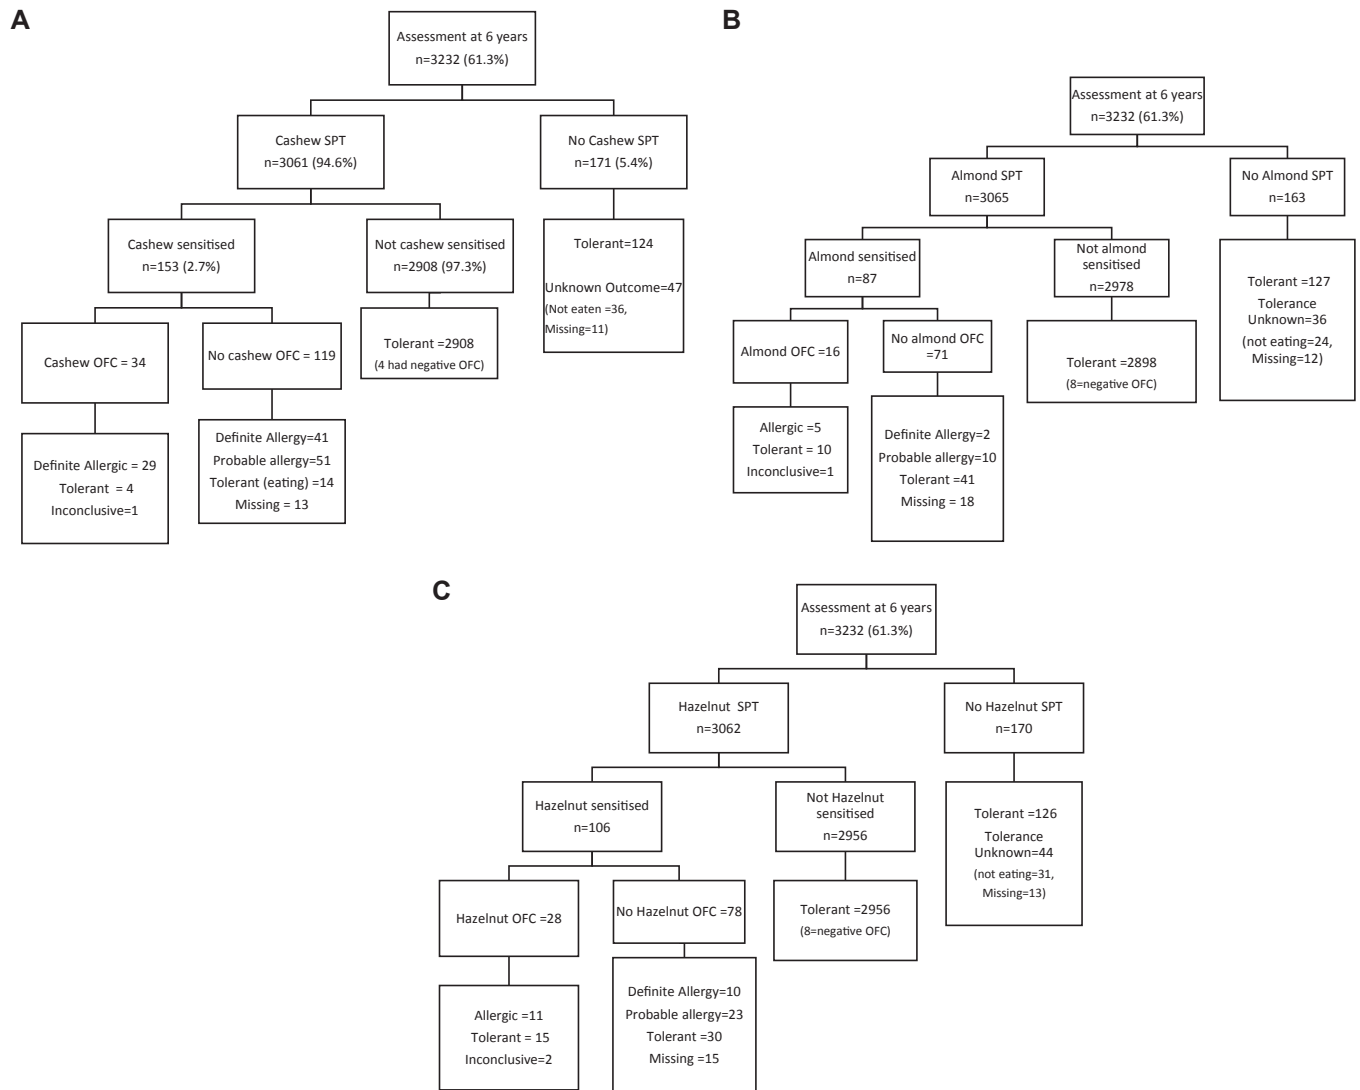 A
Assessment at 6 years
n=3232 (61.3%)
Cashew SPT
n=3061 (94.6%)
No Cashew SPT
n=171 (5.4%)
Cashew sensitised
n=153 (2.7%)
Not cashew sensitised
n=2908 (97.3%)
Tolerant=124
Unknown Outcome=47
(Not eaten =36,
Missing=11)
Cashew OFC = 34
No cashew OFC = 119
Tolerant =2908
(4 had negative OFC)
Definite Allergic = 29
Tolerant = 4
Inconclusive=1
Definite Allergy=41
Probable allergy=51
Tolerant (eating) =14
Missing = 13
B
Assessment at 6 years
n=3232 (61.3%)
Almond SPT
n=3065
No Almond SPT
n=163
Almond sensitised
n=87
Not almond
sensitised
n=2978
Tolerant =127
Tolerance
Unknown=36
(not eating=24,
Missing=12)
Almond OFC =16
No almond OFC
=71
Tolerant =2898
(8=negative OFC)
Allergic =5
Tolerant = 10
Inconclusive=1
Definite Allergy=2
Probable allergy=10
Tolerant =41
Missing = 18
C
Assessment at 6 years
n=3232 (61.3%)
Hazelnut SPT
n=3062
No Hazelnut SPT
n=170
Hazelnut sensitised
n=106
Not Hazelnut
sensitised
n=2956
Tolerant =126
Tolerance
Unknown=44
(not eating=31,
Missing=13)
Hazelnut OFC =28
No Hazelnut OFC =78
Tolerant =2956
(8=negative OFC)
Allergic =11
Tolerant = 15
Inconclusive=2
Definite Allergy=10
Probable allergy=23
Tolerant =30
Missing =15